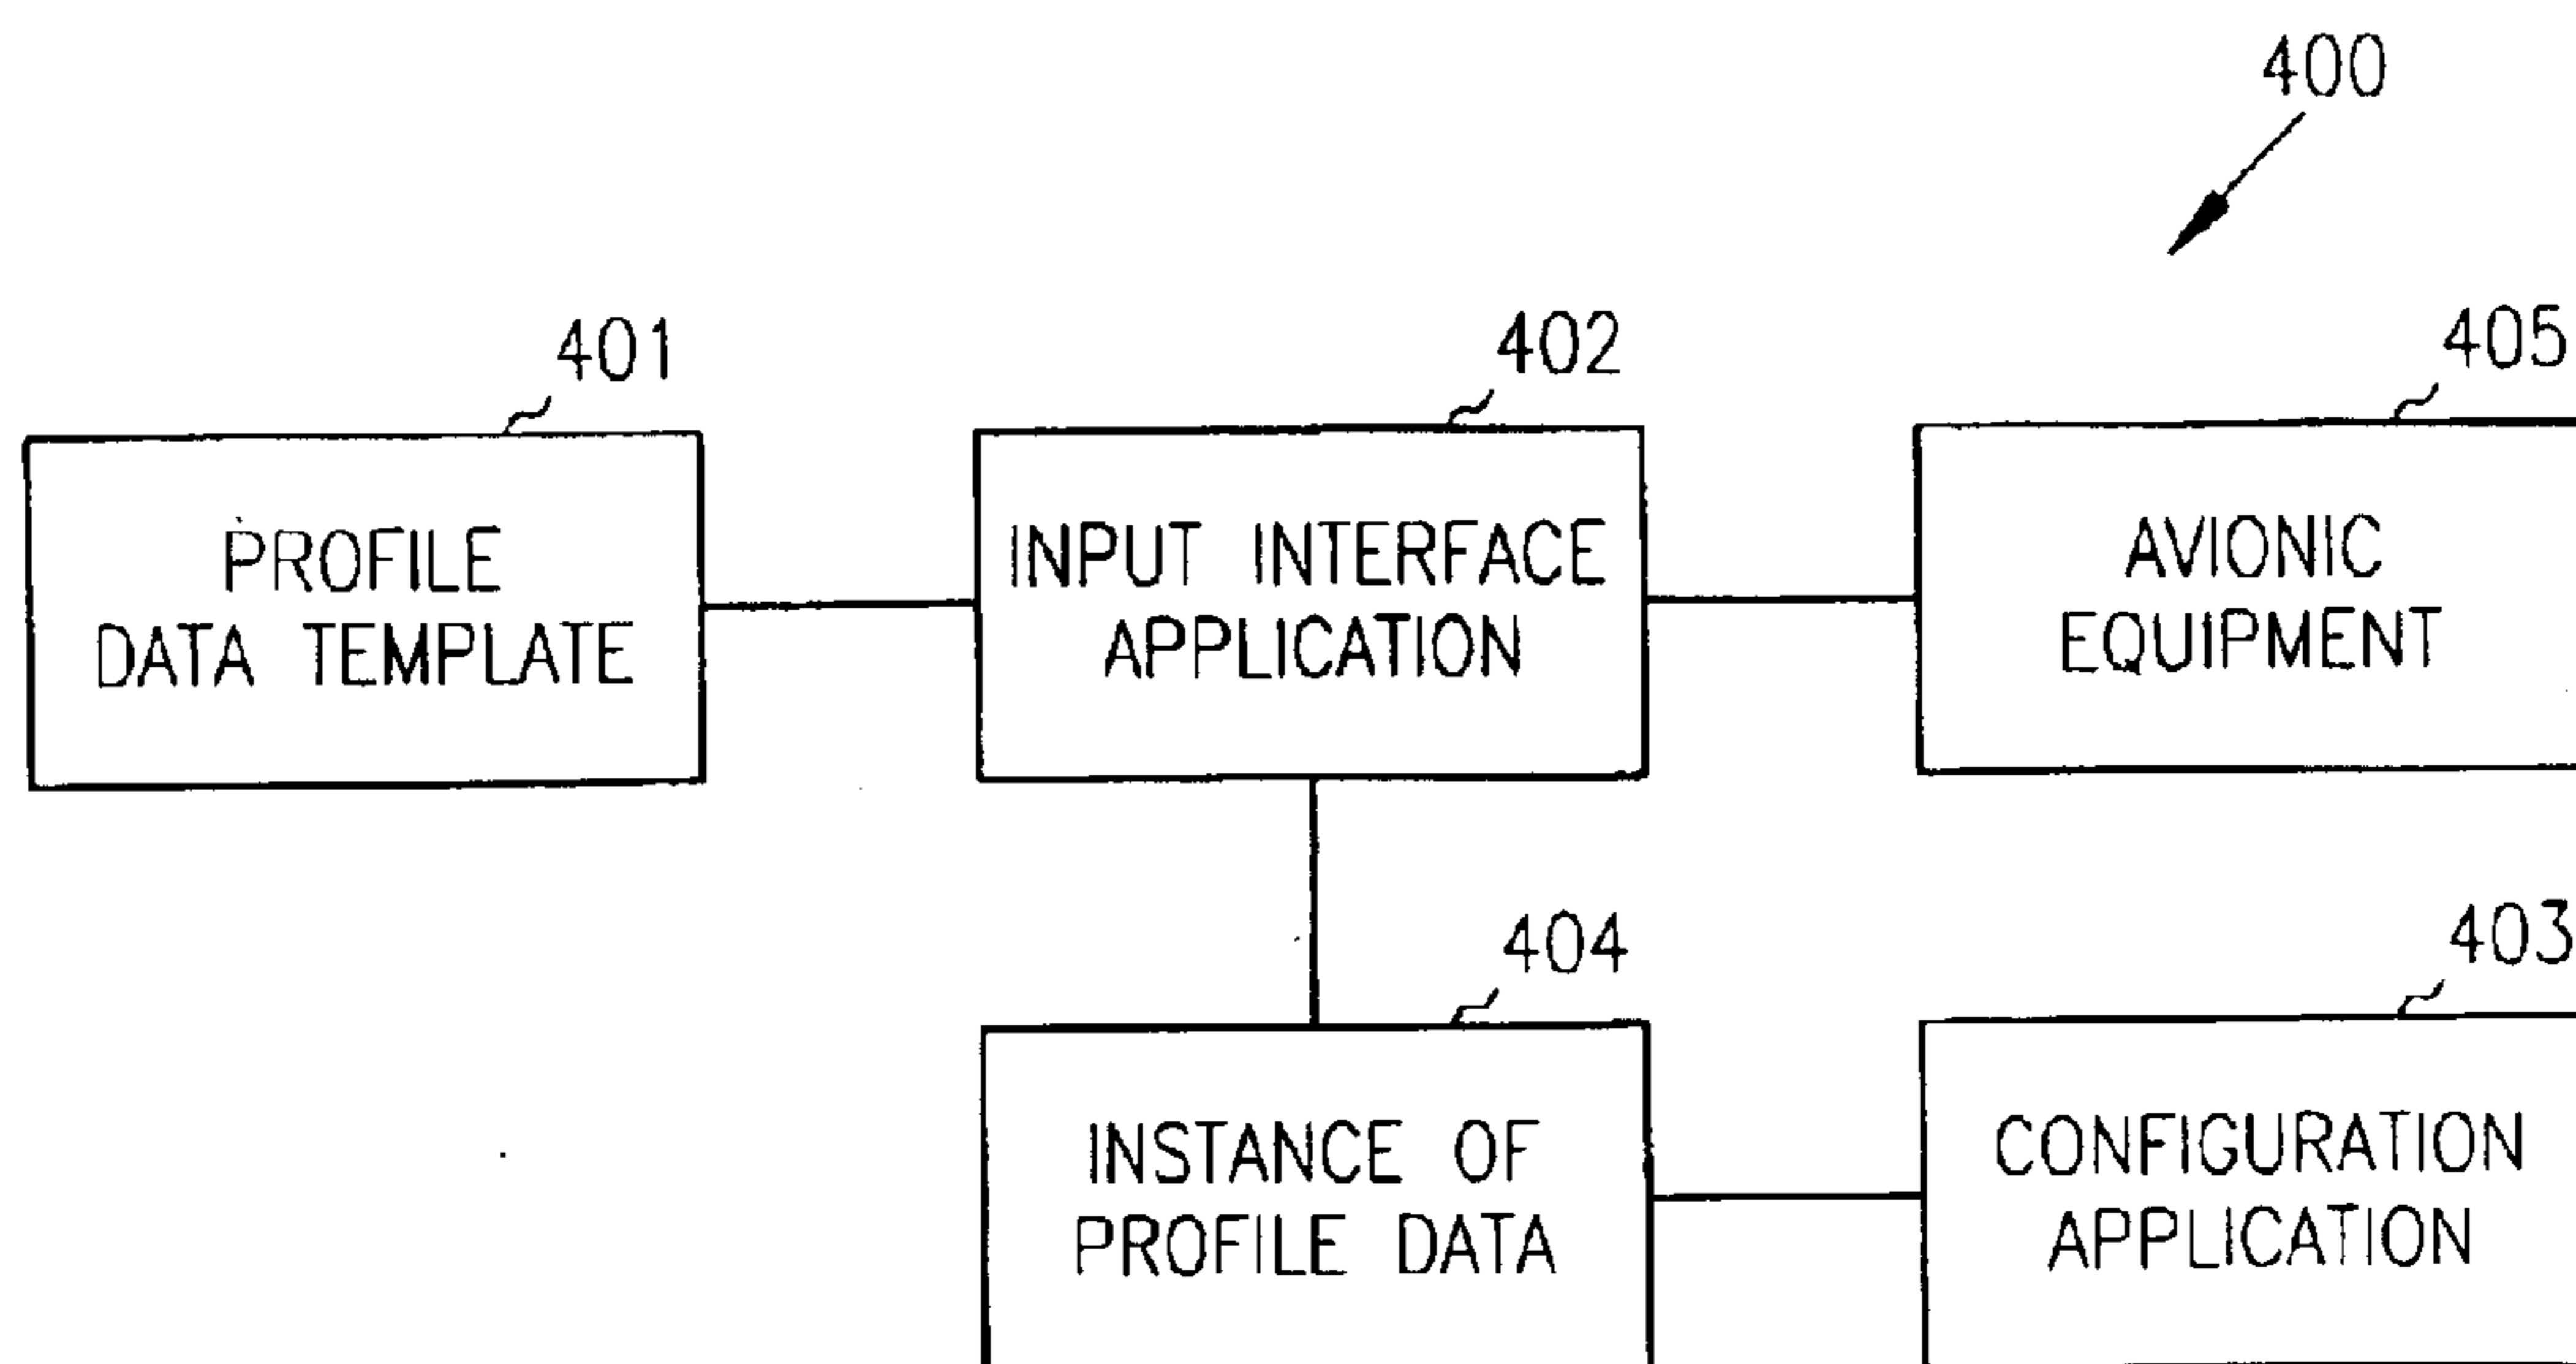 400
401
402
405
PROFILE
DATA TEMPLATE
INPUT INTERFACE
APPLICATION
AVIONIC
EQUIPMENT
404
403
INSTANCE OF
PROFILE DATA
CONFIGURATION
APPLICATION